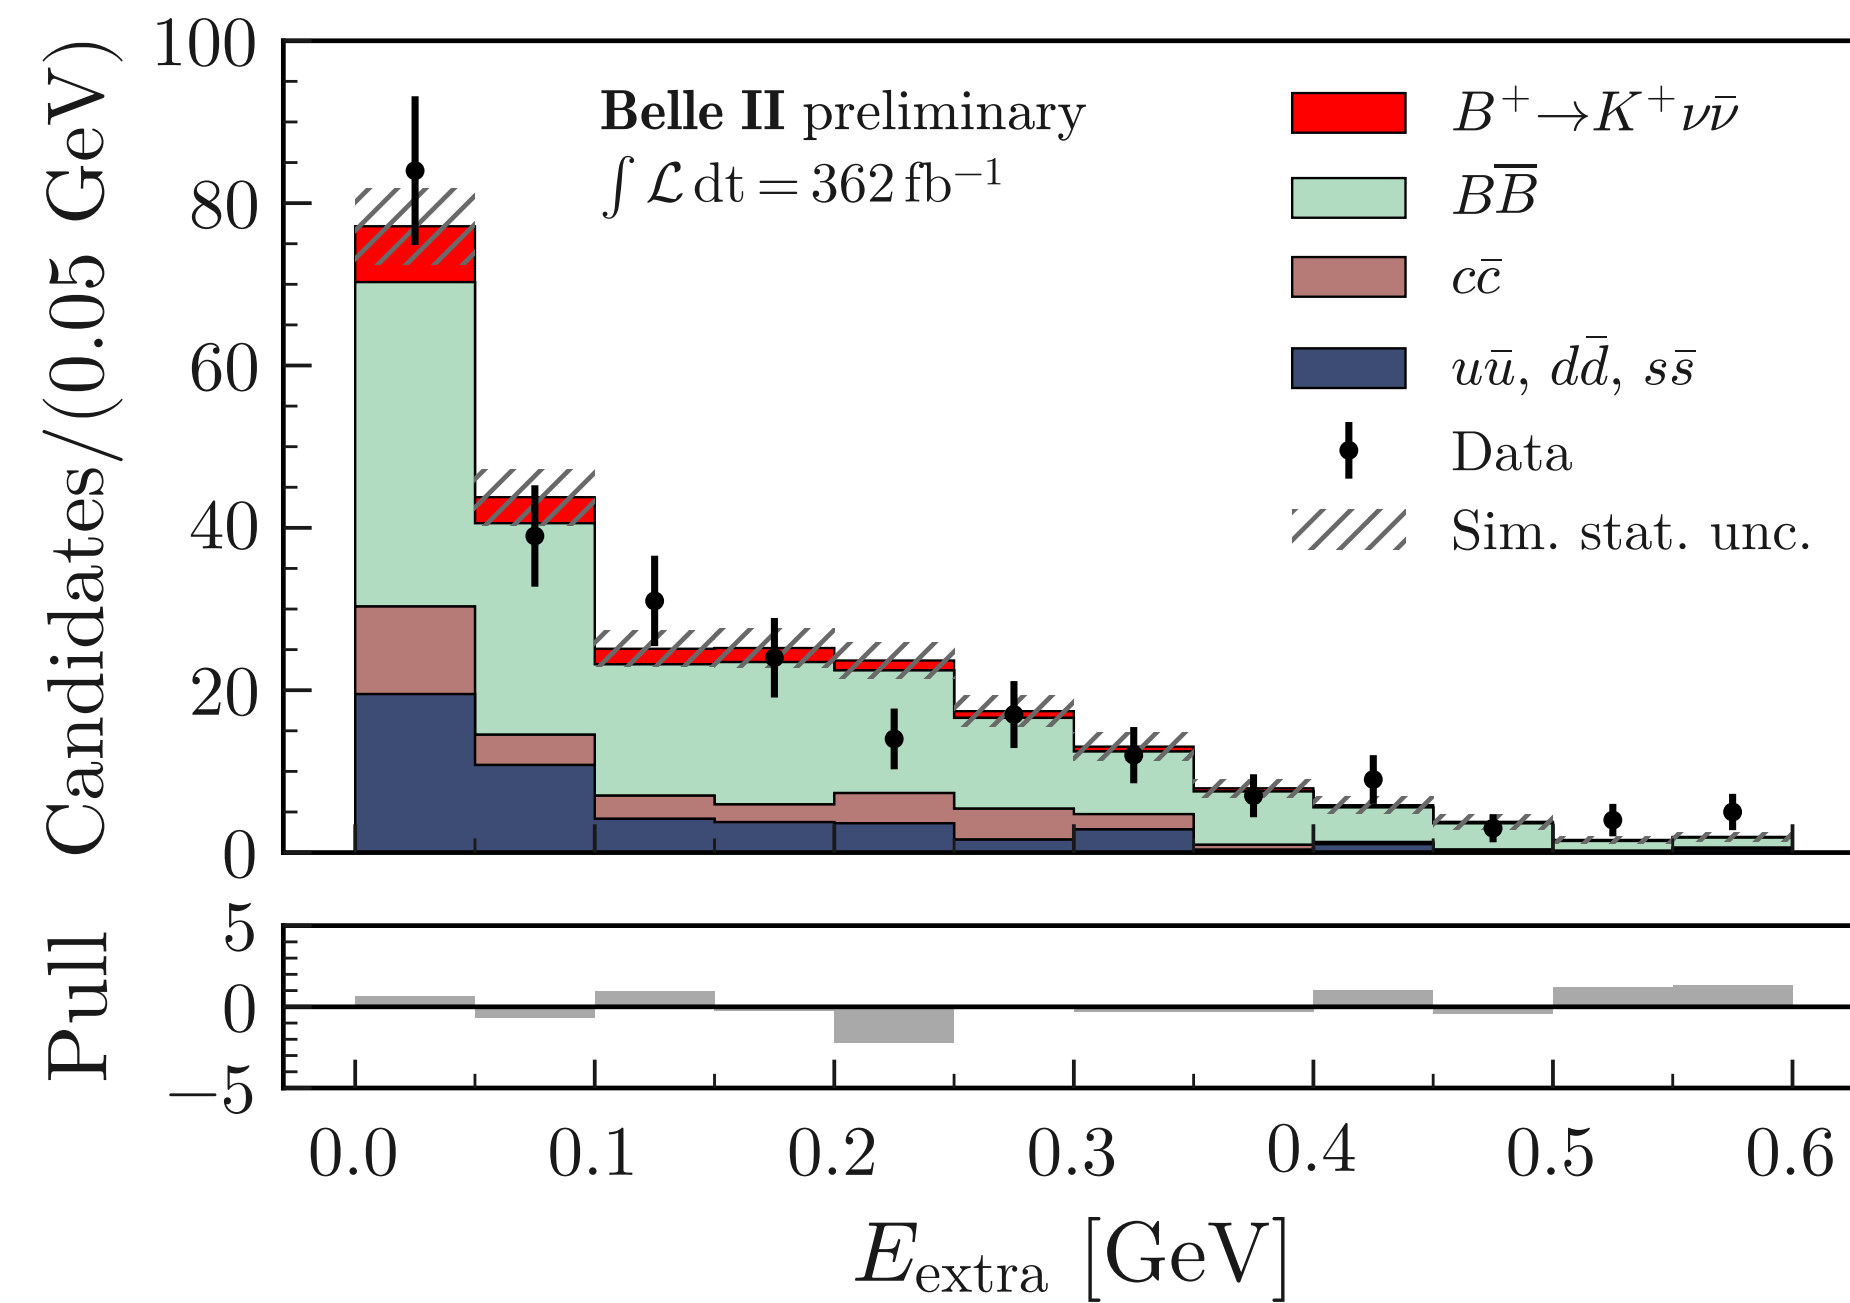 Candidates/(0.05 GeV)
100
80
60
40
20
0
Belle II preliminary
∫ ℒ dt = 362 fb⁻¹
B⁺→K⁺νν̄
BB̅
cc̄
uū, dd̄, ss̄
Data
Sim. stat. unc.
Pull
5
0
−5
0.0 0.1 0.2 0.3 0.4 0.5 0.6
E_extra [GeV]